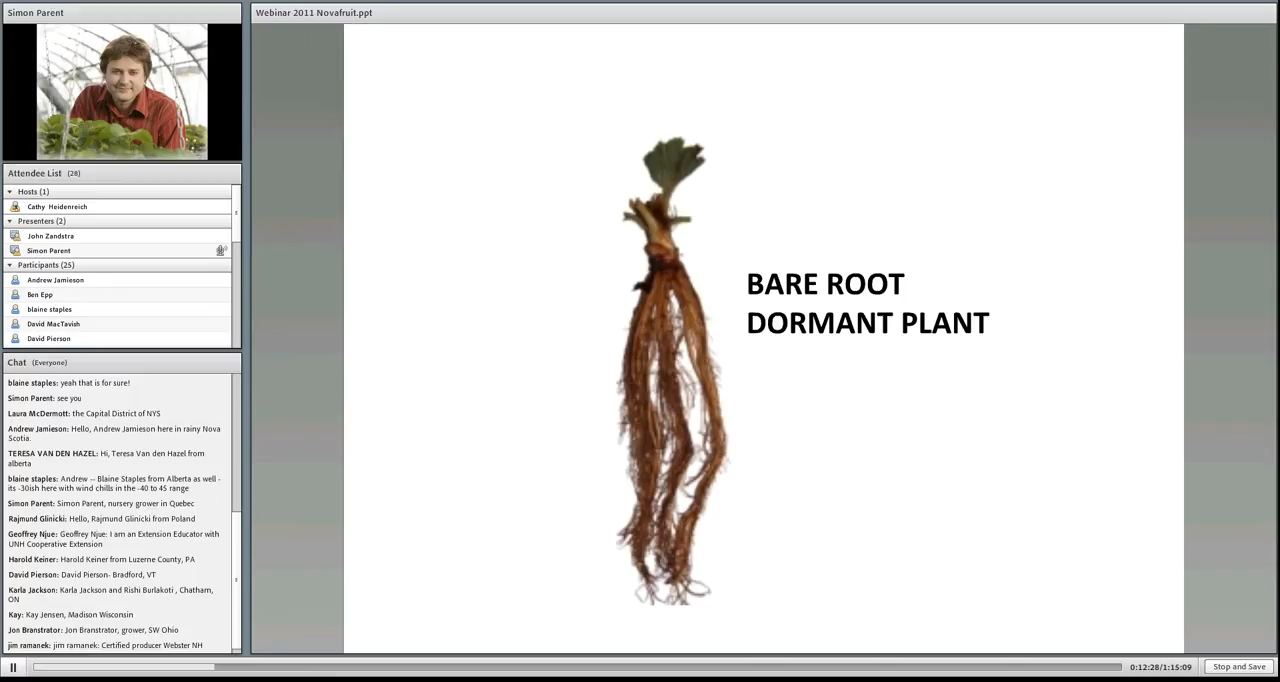 Simon Parent
Webinar 2011 Novafruit.ppt
Attendee List (28)
Hosts (1)
Cathy Heidenreich
Presenters (2)
John Zandstra
Simon Parent
Participants (25)
Andrew Jamieson
Ben Epp
blaine staples
David MacTavish
David Pierson
Chat (Everyone)
blaine staples: yeah that is for sure!
Simon Parent: see you
Laura McDermott: the Capital District of NYS
Andrew Jamieson: Hello, Andrew Jamieson here in rainy Nova
Scotia.
TERESA VAN DEN HAZEL: Hi, Teresa Van den Hazel from
alberta
blaine staples: Andrew -- Blaine Staples from Alberta as well -
its -30ish here with wind chills in the -40 to 45 range
Simon Parent: Simon Parent, nursery grower in Quebec
Rajmund Glinicki: Hello, Rajmund Glinicki from Poland
Geoffrey Njue: Geoffrey Njue: I am an Extension Educator with
UNH Cooperative Extension
Harold Keiner: Harold Keiner from Luzerne County, PA
David Pierson: David Pierson- Bradford, VT
Karla Jackson: Karla Jackson and Rishi Burlakoti , Chatham,
ON
Kay: Kay Jensen, Madison Wisconsin
Jon Branstrator: Jon Branstrator, grower, SW Ohio
jim ramanek: jim ramanek: Certified producer Webster NH
BARE ROOT
DORMANT PLANT
0:12:28/1:15:09
Stop and Save